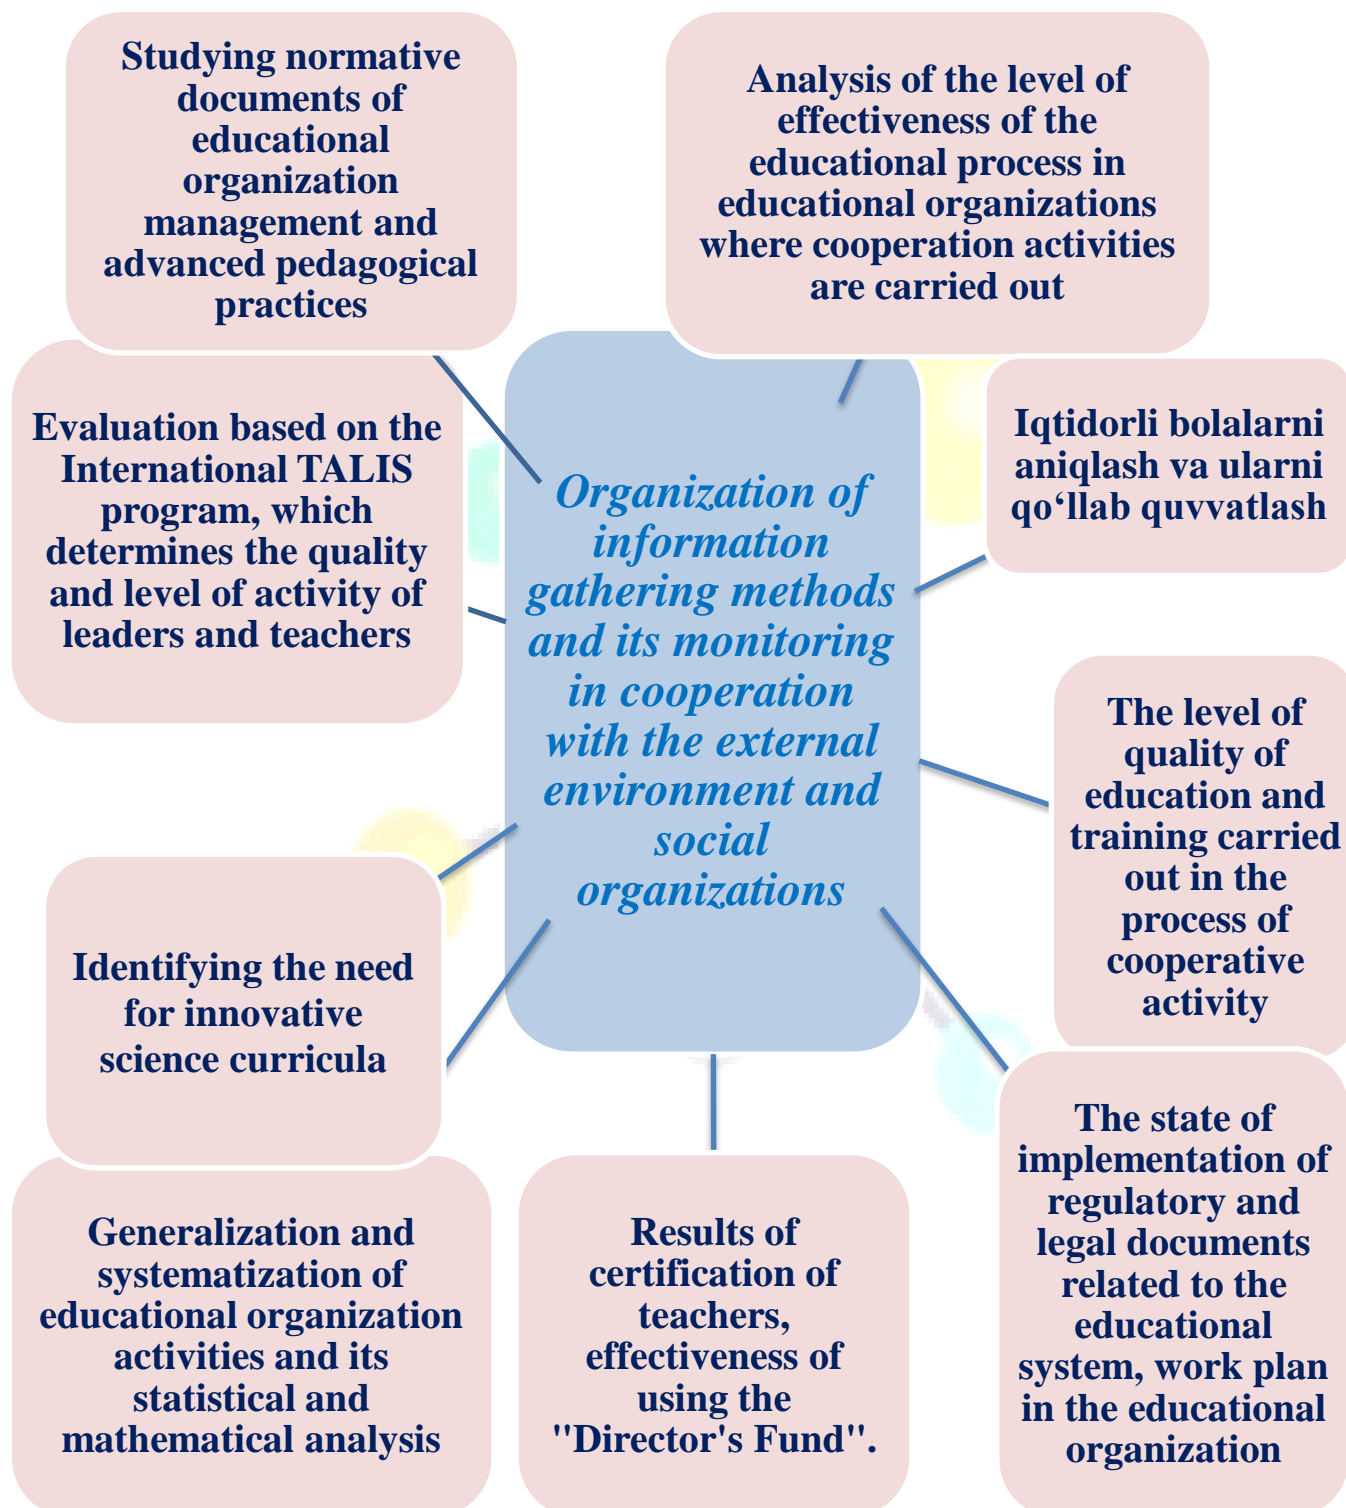 Studying normative
documents of
educational
organization
management and
advanced pedagogical
practices
Analysis of the level of
effectiveness of the
educational process in
educational organizations
where cooperation activities
are carried out
Evaluation based on the
International TALIS
program, which
determines the quality
and level of activity of
leaders and teachers
Organization of
information
gathering methods
and its monitoring
in cooperation
with the external
environment and
social
organizations
Iqtidorli bolalarni
aniqlash va ularni
qo‘llab quvvatlash
The level of
quality of
education and
training carried
out in the
process of
cooperative
activity
Identifying the need
for innovative
science curricula
Generalization and
systematization of
educational organization
activities and its
statistical and
mathematical analysis
Results of
certification of
teachers,
effectiveness of
using the
"Director's Fund".
The state of
implementation of
regulatory and
legal documents
related to the
educational
system, work plan
in the educational
organization